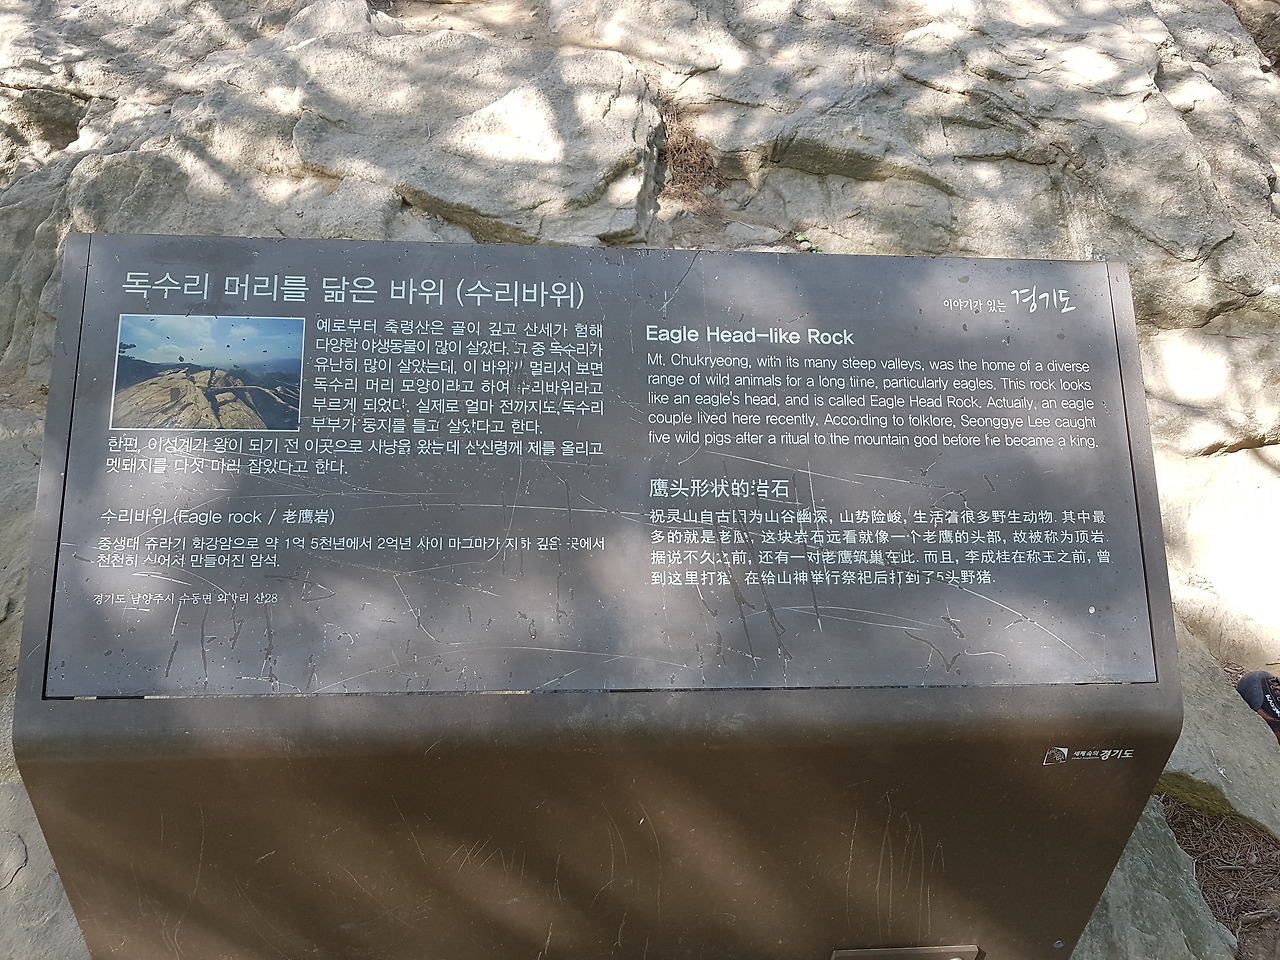 독수리 머리를 닮은 바위 (수리바위)
예로부터 축령산은 골이 깊고 산세가 험해
다양한 야생동물이 많이 살았다. 그 중 독수리가
유난히 많이 살았는데, 이 바위를 멀리서 보면
독수리 머리 모양이라고 하여 수리바위라고
부르게 되었다. 실제로 얼마 전까지도 독수리
부부가 둥지를 틀고 살았다고 한다.
한편, 이성계가 왕이 되기 전 이곳으로 사냥을 왔는데 산신령께 제를 올리고
멧돼지를 다섯 마리 잡았다고 한다.
수리바위 (Eagle rock / 老鹰岩)
중생대 쥬라기 화강암으로 약 1억 5천년에서 2억년 사이 마그마가 지하 깊은 곳에서
천천히 식어져 만들어진 암석.
경기도 남양주시 수동면 외방리 산28
이야기가 있는 경기도
Eagle Head-like Rock
Mt. Chukryeong, with its many steep valleys, was the home of a diverse
range of wild animals for a long time, particularly eagles. This rock looks
like an eagle's head, and is called Eagle Head Rock. Actually, an eagle
couple lived here recently. According to folklore, Seonggye Lee caught
five wild pigs after a ritual to the mountain god before he became a king.
鹰头形状的岩石
祝灵山自古因为山谷幽深, 山势险峻, 生活着很多野生动物. 其中最
多的就是老鹰. 这块岩石远看就像一个老鹰的头部, 故被称为顶岩.
据说不久之前, 还有一对老鹰筑巢在此. 而且, 李成桂在称王之前, 曾
到这里打猎, 在给山神举行祭祀后打到了5头野猪.
세계속의 경기도